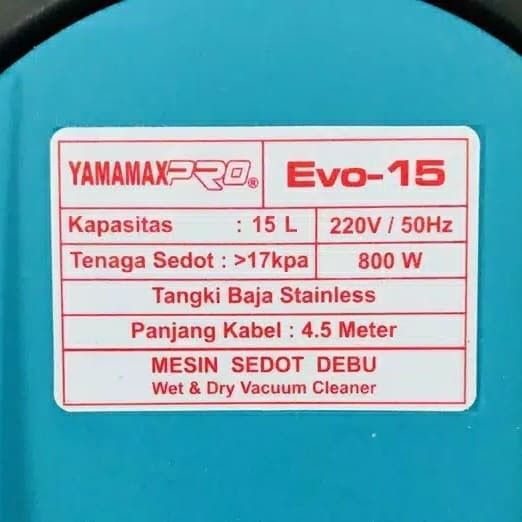 YAMAMAXPRO® Evo-15
Kapasitas : 15 L 220V / 50Hz
Tenaga Sedot : >17kpa 800 W
Tangki Baja Stainless
Panjang Kabel : 4.5 Meter
MESIN SEDOT DEBU
Wet & Dry Vacuum Cleaner